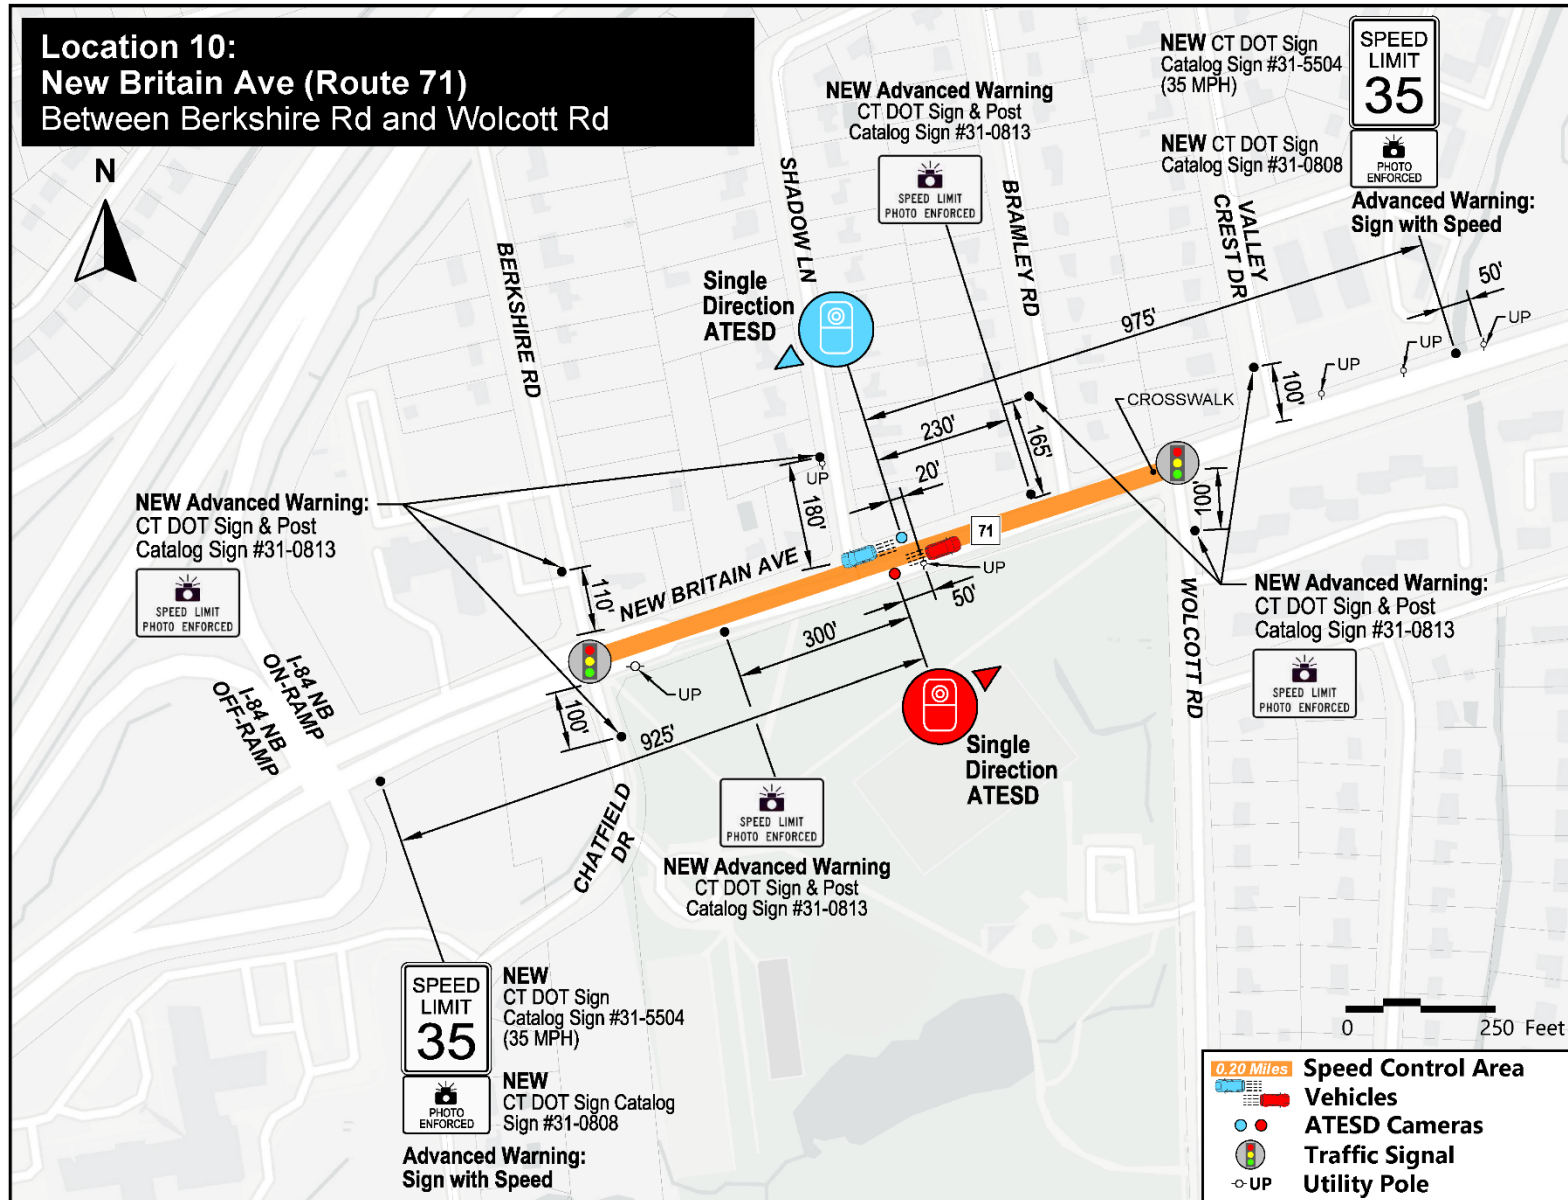 Location 10:
New Britain Ave (Route 71)
Between Berkshire Rd and Wolcott Rd
N
NEW CT DOT Sign
Catalog Sign #31-5504
(35 MPH)
SPEED
LIMIT
35
NEW CT DOT Sign
Catalog Sign #31-0808
PHOTO
ENFORCED
Advanced Warning:
Sign with Speed
NEW Advanced Warning
CT DOT Sign & Post
Catalog Sign #31-0813
SPEED LIMIT
PHOTO ENFORCED
SHADOW LN
BRAMLEY RD
VALLEY
CREST DR
BERKSHIRE RD
Single
Direction
ATESD
975'
50'
UP
UP
UP
100'
CROSSWALK
230'
165'
20'
UP
180'
100'
71
NEW Advanced Warning:
CT DOT Sign & Post
Catalog Sign #31-0813
SPEED LIMIT
PHOTO ENFORCED
110'
NEW BRITAIN AVE
UP
50'
300'
UP
100'
925'
I-84 NB
ON-RAMP
I-84 NB
OFF-RAMP
WOLCOTT RD
NEW Advanced Warning:
CT DOT Sign & Post
Catalog Sign #31-0813
SPEED LIMIT
PHOTO ENFORCED
Single
Direction
ATESD
CHATFIELD
DR
SPEED LIMIT
PHOTO ENFORCED
NEW Advanced Warning
CT DOT Sign & Post
Catalog Sign #31-0813
SPEED
LIMIT
35
NEW
CT DOT Sign
Catalog Sign #31-5504
(35 MPH)
PHOTO
ENFORCED
NEW
CT DOT Sign Catalog
Sign #31-0808
Advanced Warning:
Sign with Speed
0 250 Feet
0.20 Miles Speed Control Area
Vehicles
ATESD Cameras
Traffic Signal
UP Utility Pole